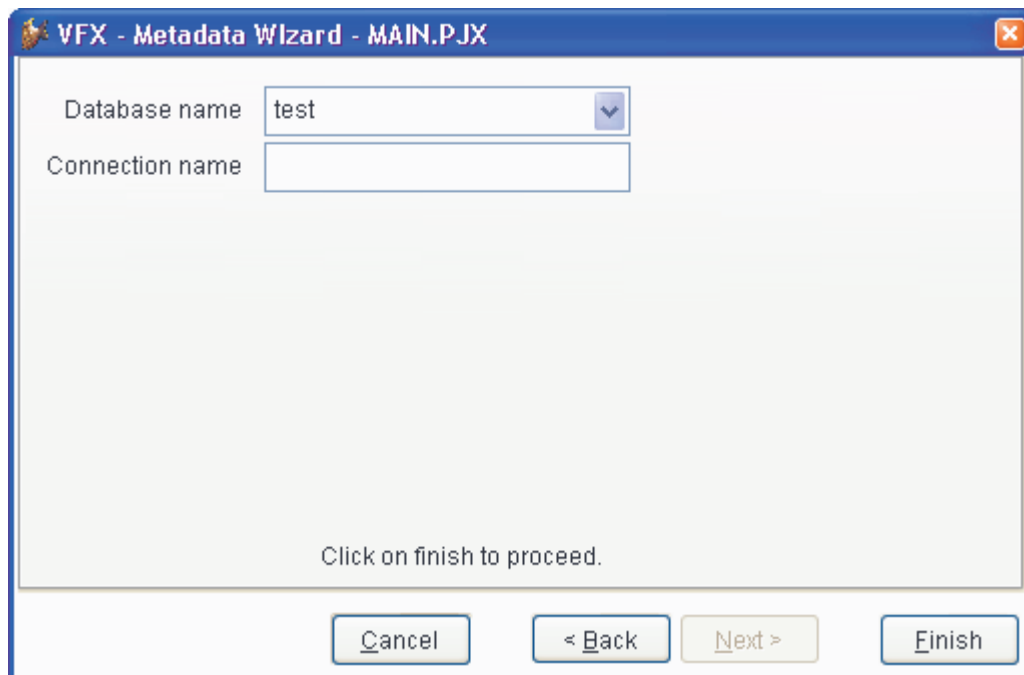 VFX - Metadata WIzard - MAIN.PJX
Database name test
Connection name
Click on finish to proceed.
Cancel < Back Next > Finish